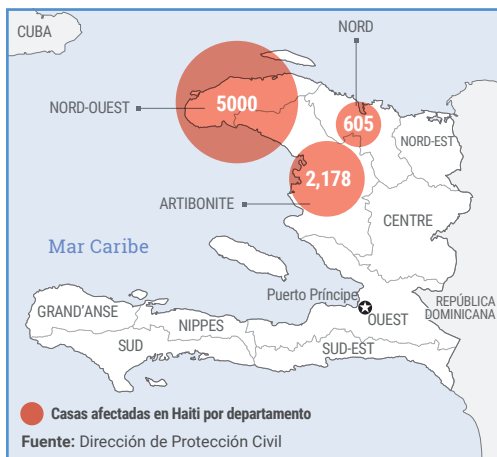 CUBA
NORD
NORD-OUEST
5000
605
NORD-EST
2,178
ARTIBONITE
CENTRE
Mar Caribe
Puerto Príncipe
REPÚBLICA
DOMINICANA
GRAND'ANSE
OUEST
NIPPES
SUD
SUD-EST
Casas afectadas en Haiti por departamento
Fuente: Dirección de Protección Civil